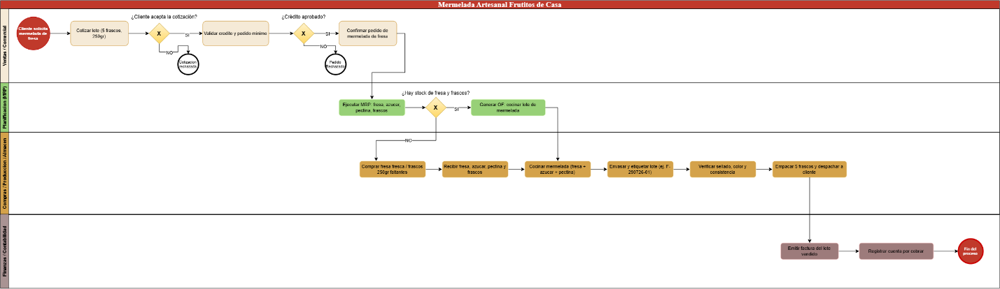 Mermelada Artesanal Frutitos de Casa
Ventas / Comercial
Cliente solicita
mermelada de
fresa
Cotizar lote (5 frascos,
250gr)
¿Cliente acepta la cotización?
X
SI
NO
Cotizacion
rechazada
Validar credito y pedido minimo
¿Crédito aprobado?
X
SI
NO
Pedido
Rechazado
Confirmar pedido de
mermelada de fresa
Planificacion (MRP)
Ejecutar MRP: fresa, azucar,
pectina, frascos
¿Hay stock de fresa y frascos?
X
SI
NO
Generar OF: cocinar lote de
mermelada
Compras / Produccion / Almacen
Comprar fresa fresca / frascos
250gr faltantes
Recibir fresa, azucar, pectina y
frascos
Cocinar mermelada (fresa +
azucar + pectina)
Envasar y etiquetar lote (ej. F-
290726-01)
Verificar sellado, color y
consistencia
Empacar 5 frascos y despachar a
cliente
Finanzas / Contabilidad
Emitir factura del lote
vendido
Registrar cuenta por cobrar
Fin del
proceso